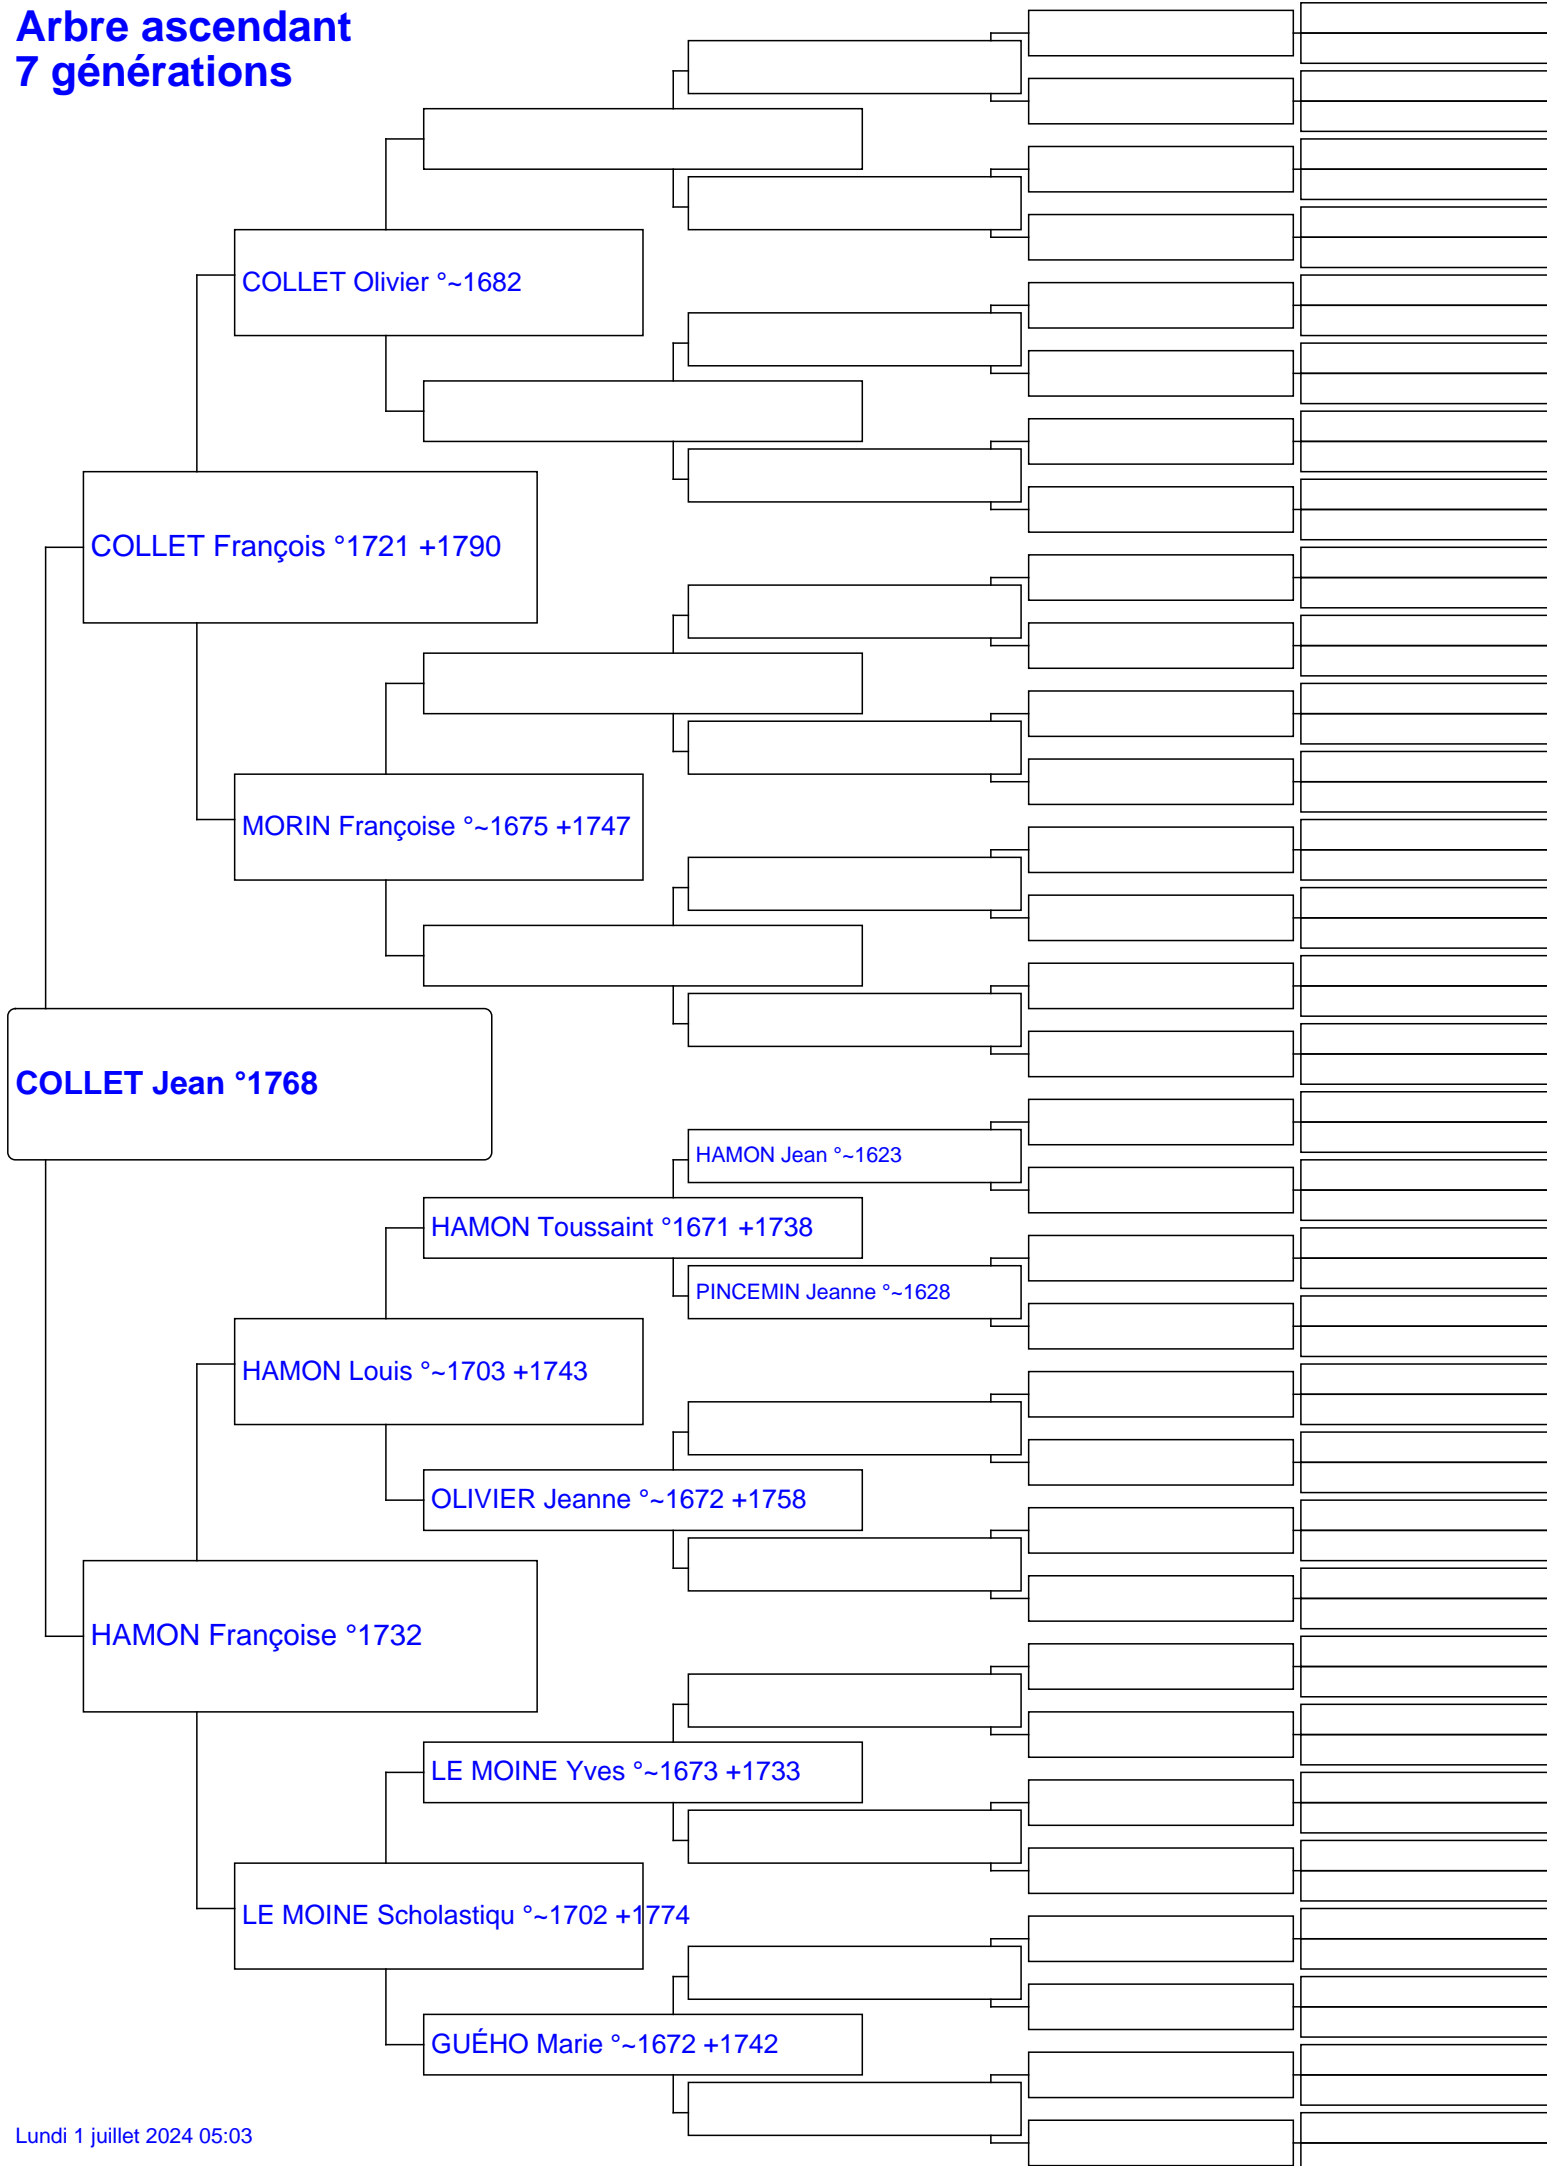 Arbre ascendant
7 générations
COLLET Olivier °~1682
COLLET François °1721 +1790
MORIN Françoise °~1675 +1747
COLLET Jean °1768
HAMON Jean °~1623
HAMON Toussaint °1671 +1738
PINCEMIN Jeanne °~1628
HAMON Louis °~1703 +1743
OLIVIER Jeanne °~1672 +1758
HAMON Françoise °1732
LE MOINE Yves °~1673 +1733
LE MOINE Scholastiqu °~1702 +1774
GUÉHO Marie °~1672 +1742
Lundi 1 juillet 2024 05:03